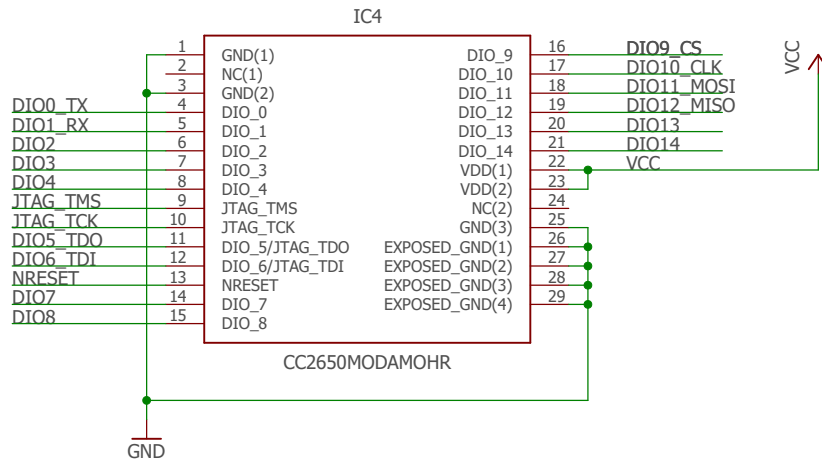 IC4
1 GND(1) DIO_9 16 DIO9_CS
2 NC(1) DIO_10 17 DIO10_CLK
3 GND(2) DIO_11 18 DIO11_MOSI
DIO0_TX 4 DIO_0 DIO_12 19 DIO12_MISO
DIO1_RX 5 DIO_1 DIO_13 20 DIO13
DIO2 6 DIO_2 DIO_14 21 DIO14
DIO3 7 DIO_3 VDD(1) 22 VCC
DIO4 8 DIO_4 VDD(2) 23
JTAG_TMS 9 JTAG_TMS NC(2) 24
JTAG_TCK 10 JTAG_TCK GND(3) 25
DIO5_TDO 11 DIO_5/JTAG_TDO EXPOSED_GND(1) 26
DIO6_TDI 12 DIO_6/JTAG_TDI EXPOSED_GND(2) 27
NRESET 13 NRESET EXPOSED_GND(3) 28
DIO7 14 DIO_7 EXPOSED_GND(4) 29
DIO8 15 DIO_8
CC2650MODAMOHR
GND
VCC